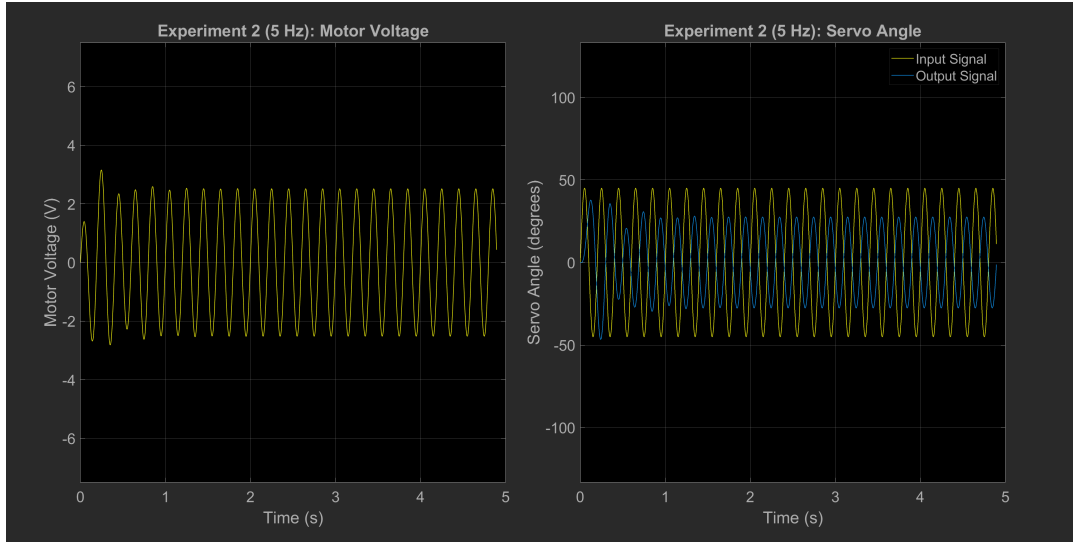 Experiment 2 (5 Hz): Motor Voltage
6
4
2
0
-2
-4
-6
Motor Voltage (V)
0 1 2 3 4 5
Time (s)
Experiment 2 (5 Hz): Servo Angle
Input Signal
Output Signal
100
50
0
-50
-100
Servo Angle (degrees)
0 1 2 3 4 5
Time (s)